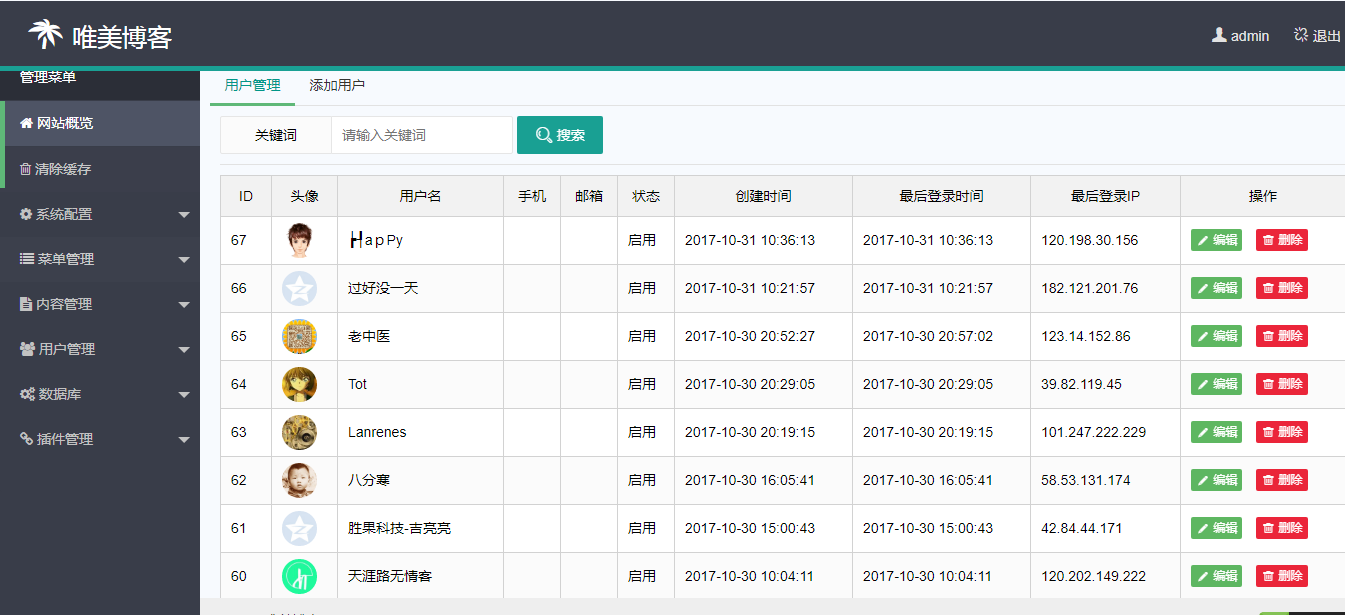 唯美博客
admin 退出
管理菜单
网站概览
清除缓存
系统配置
菜单管理
内容管理
用户管理
数据库
插件管理
用户管理 添加用户
关键词 请输入关键词 搜索
ID 头像 用户名 手机 邮箱 状态 创建时间 最后登录时间 最后登录IP 操作
67 ┣┫a p Py 启用 2017-10-31 10:36:13 2017-10-31 10:36:13 120.198.30.156 编辑 删除
66 过好没一天 启用 2017-10-31 10:21:57 2017-10-31 10:21:57 182.121.201.76 编辑 删除
65 老中医 启用 2017-10-30 20:52:27 2017-10-30 20:57:02 123.14.152.86 编辑 删除
64 Tot 启用 2017-10-30 20:29:05 2017-10-30 20:29:05 39.82.119.45 编辑 删除
63 Lanrenes 启用 2017-10-30 20:19:15 2017-10-30 20:19:15 101.247.222.229 编辑 删除
62 八分寒 启用 2017-10-30 16:05:41 2017-10-30 16:05:41 58.53.131.174 编辑 删除
61 胜果科技-吉亮亮 启用 2017-10-30 15:00:43 2017-10-30 15:00:43 42.84.44.171 编辑 删除
60 天涯路无情客 启用 2017-10-30 10:04:11 2017-10-30 10:04:11 120.202.149.222 编辑 删除